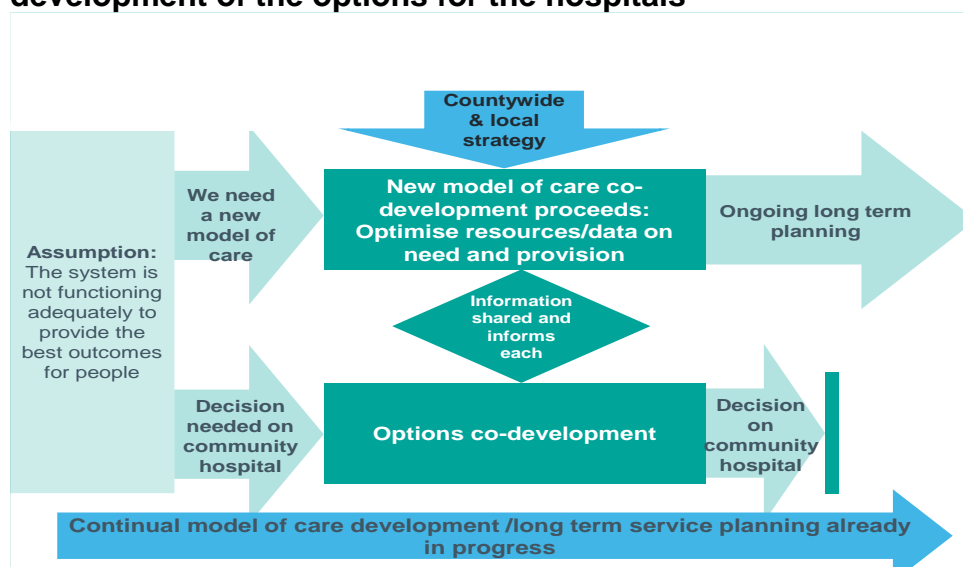 development of the options for the hospitals
Countywide
& local
strategy
We need
a new
model of
care
New model of care co-
development proceeds:
Optimise resources/data on
need and provision
Ongoing long term
planning
Assumption:
The system is
not functioning
adequately to
provide the
best outcomes
for people
Information
shared and
informs
each
Decision
needed on
community
hospital
Options co-development
Decision
on
community
hospital
Continual model of care development /long term service planning already
in progress